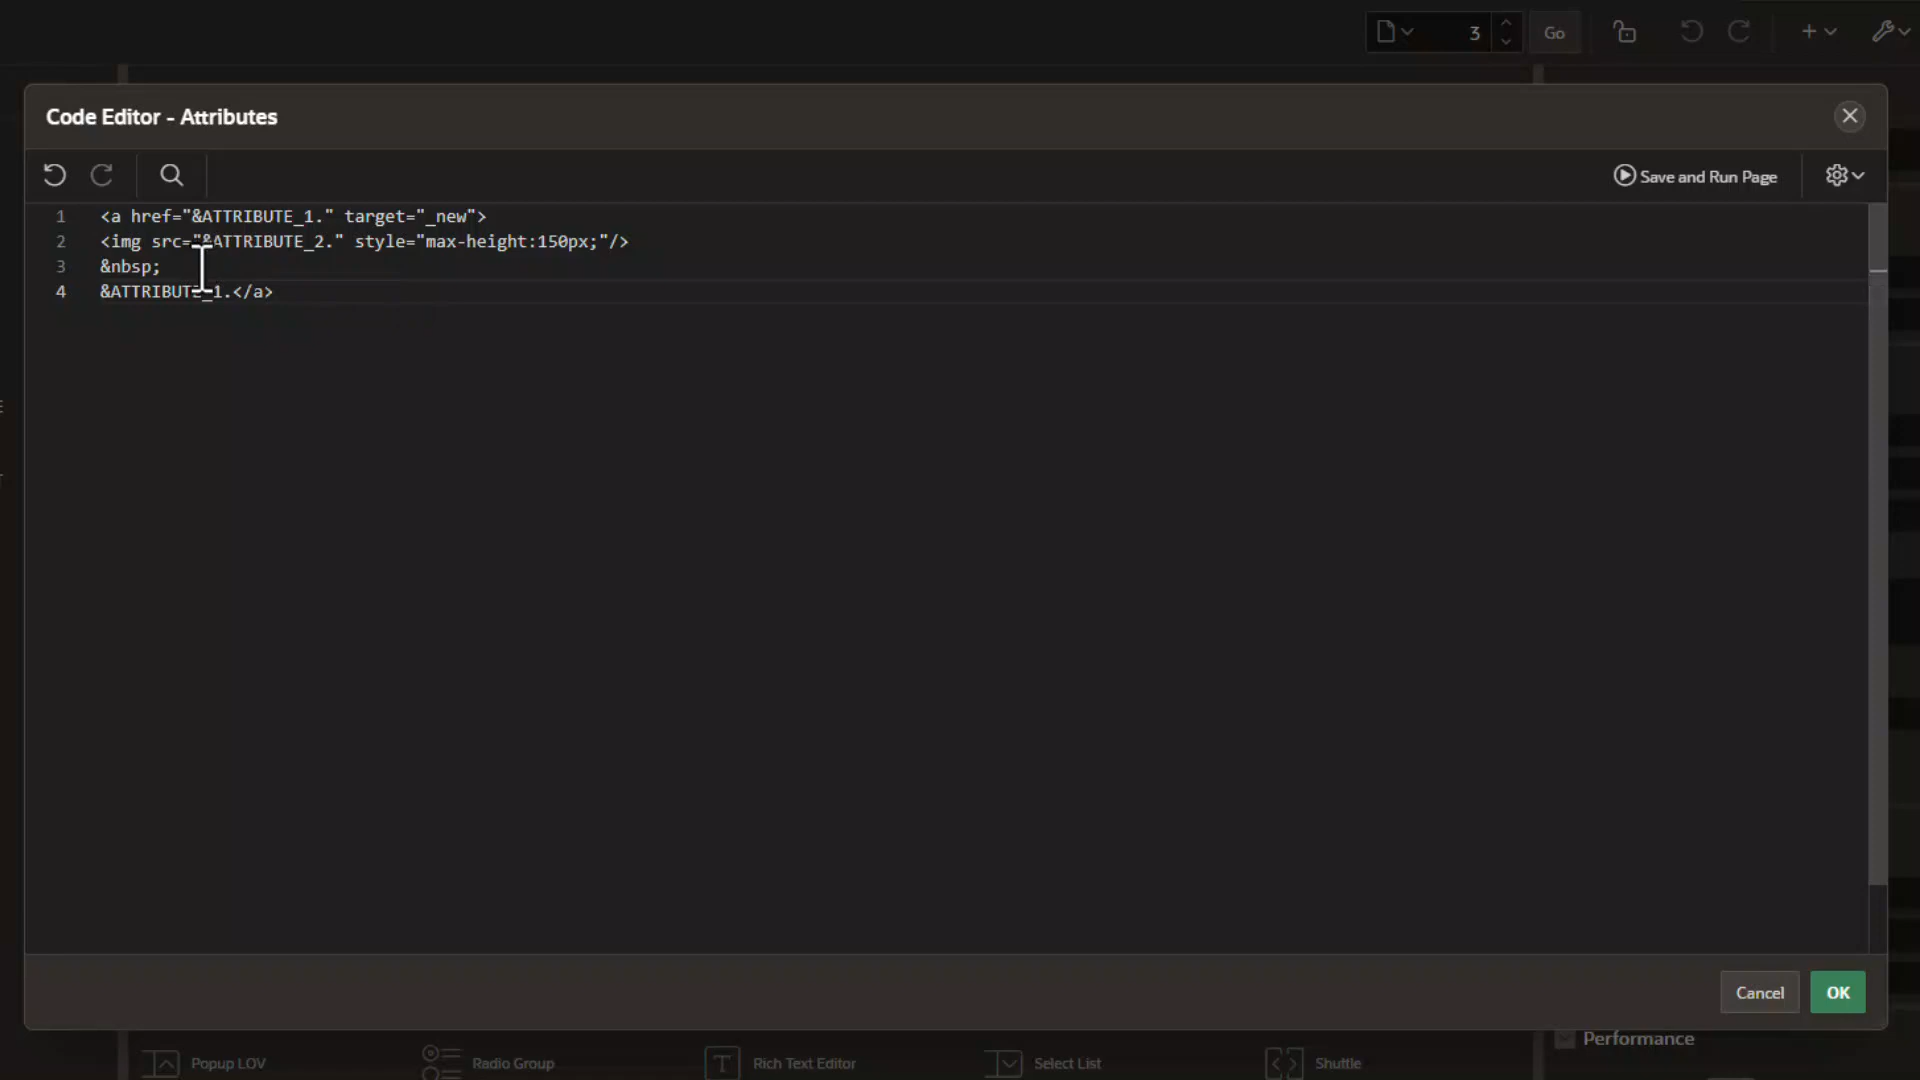 3
Go
Code Editor - Attributes
Save and Run Page
1 <a href="&ATTRIBUTE_1." target="_new">
2 <img src="&ATTRIBUTE_2." style="max-height:150px;"/>
3 &nbsp;
4 &ATTRIBUTE_1.</a>
Cancel
OK
Performance
Popup LOV
Radio Group
Rich Text Editor
Select List
Shuttle